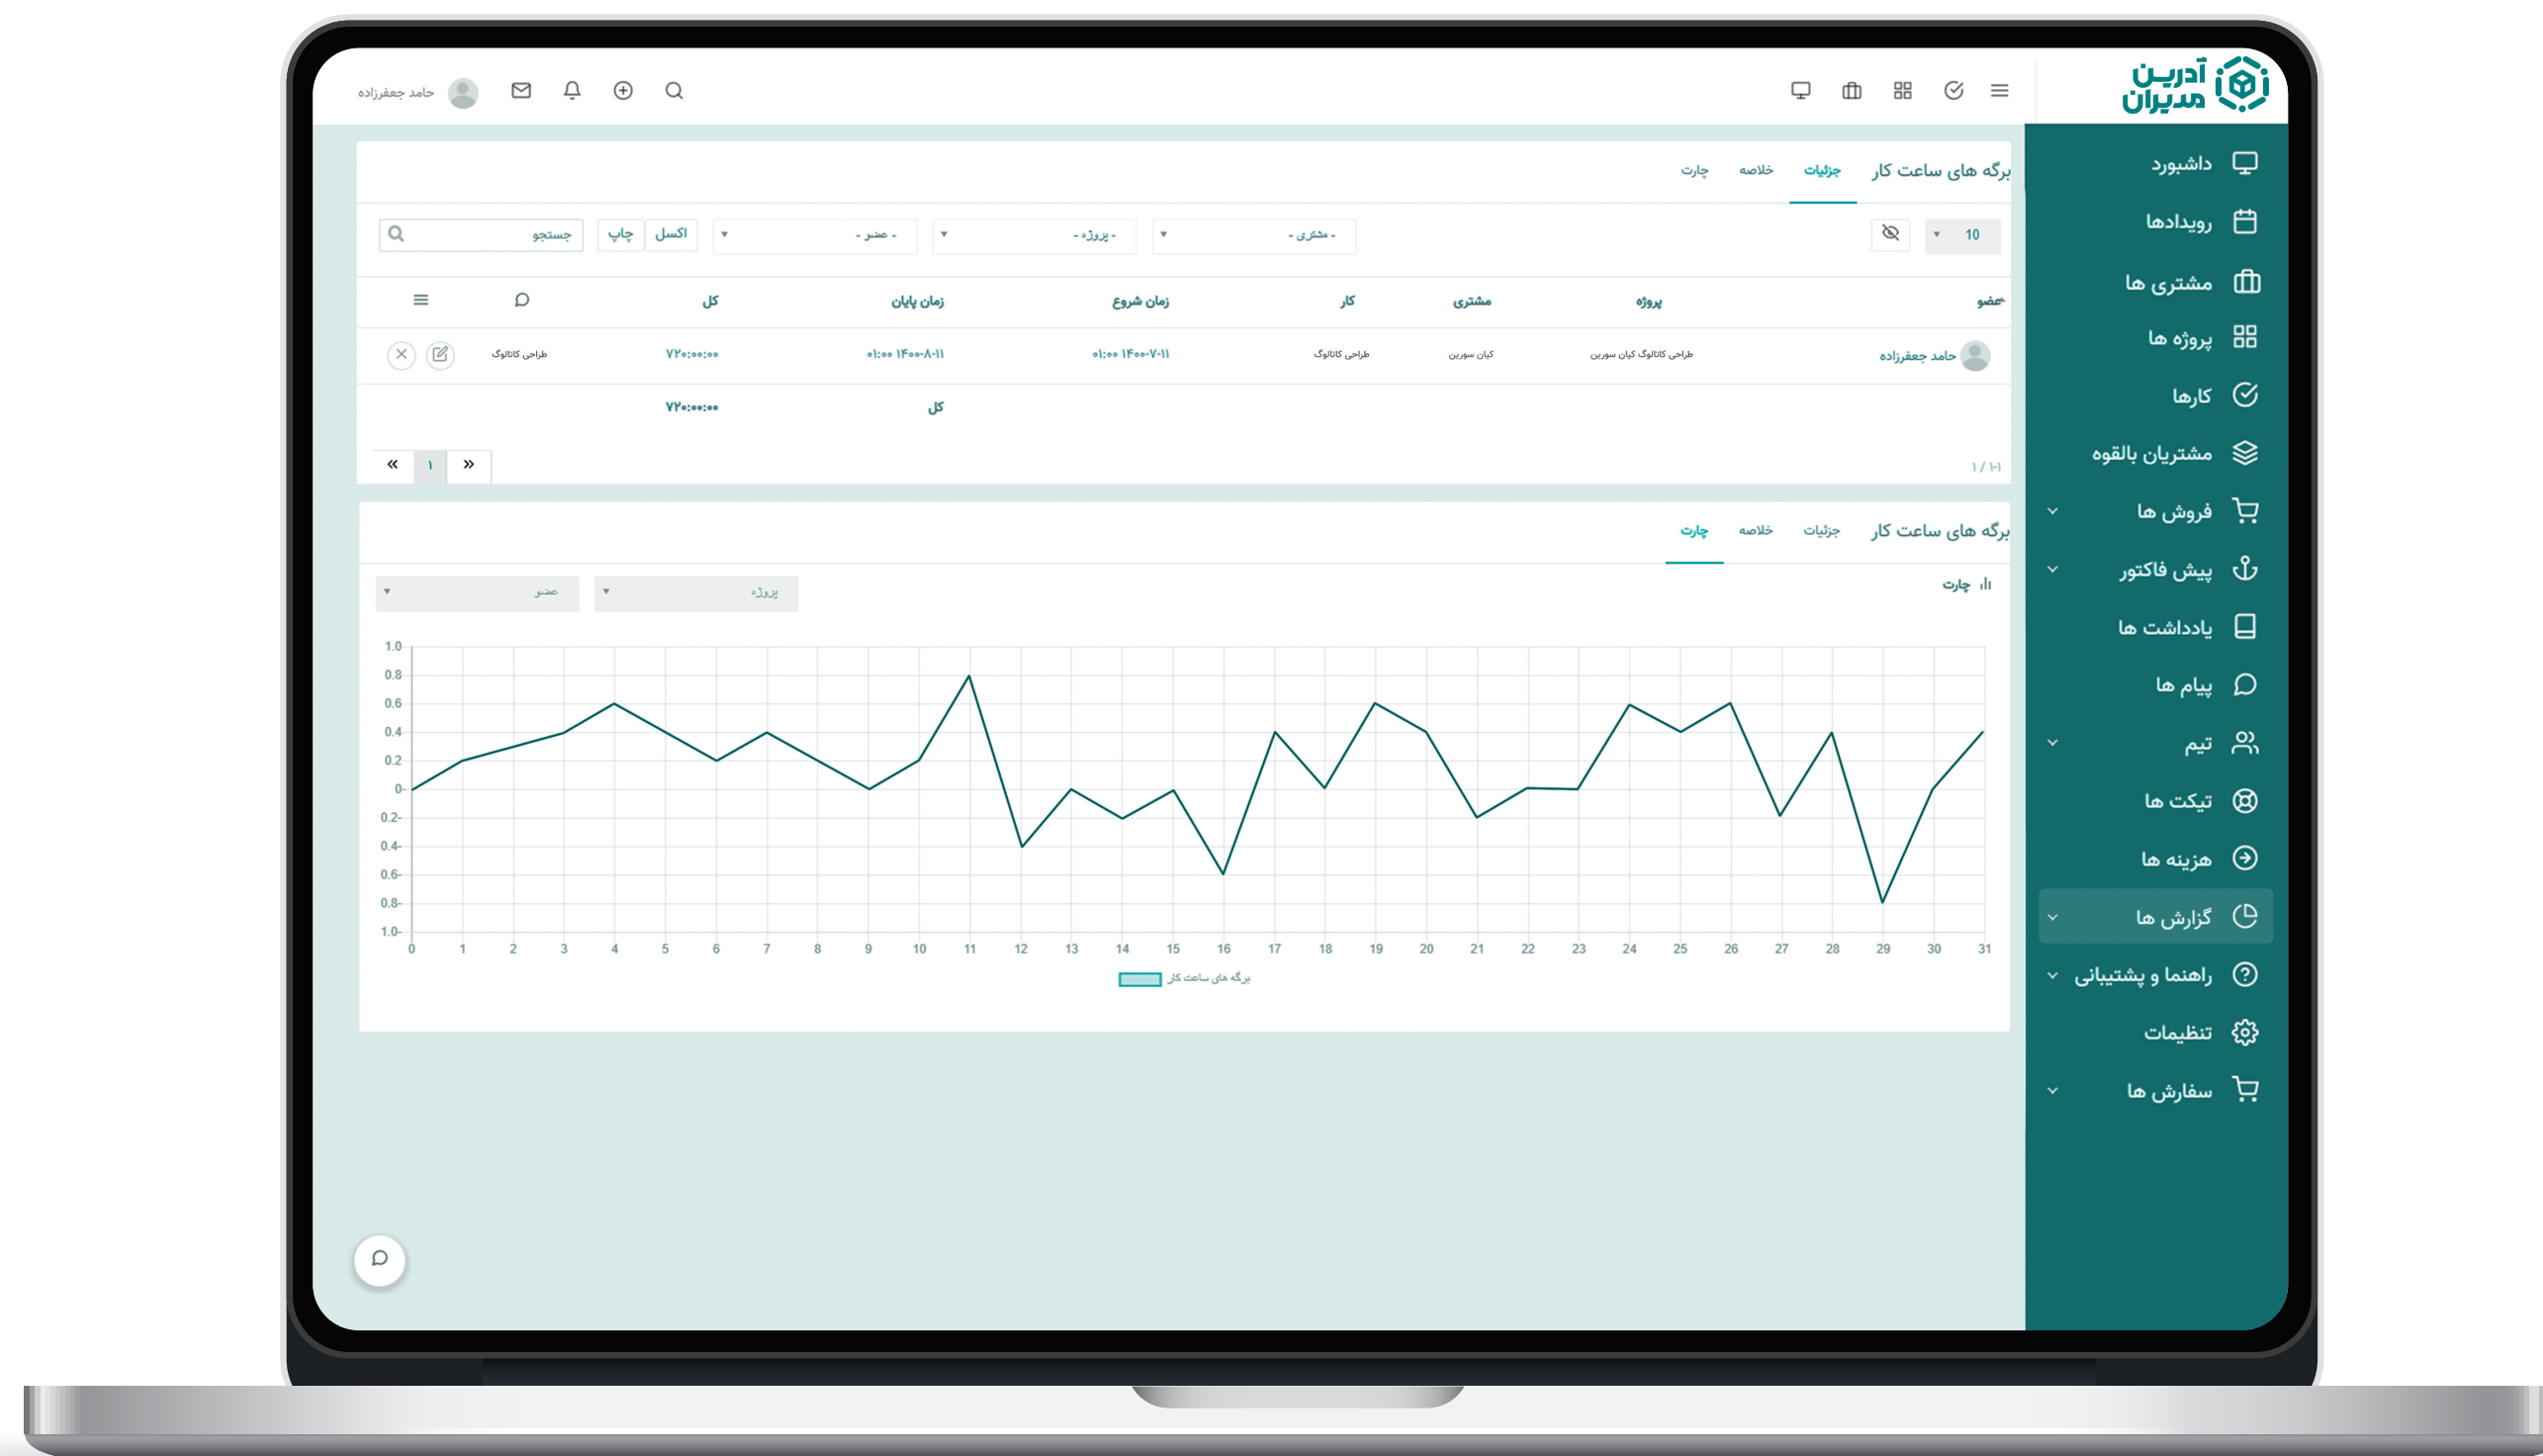 آدرین
مدیران
حامد جعفرزاده
داشبورد
رویدادها
مشتری ها
پروژه ها
کارها
مشتریان بالقوه
فروش ها
پیش فاکتور
یادداشت ها
پیام ها
تیم
تیکت ها
هزینه ها
گزارش ها
راهنما و پشتیبانی
تنظیمات
سفارش ها
برگه های ساعت کار جزئیات خلاصه چارت
10 - مشتری - - پروژه - - عضو - اکسل چاپ جستجو
عضو پروژه مشتری کار زمان شروع زمان پایان کل
حامد جعفرزاده طراحی کاتالوگ کیان سورین کیان سورین طراحی کاتالوگ ۱۴۰۰-۷-۱۱ ۰۱:۰۰ ۱۴۰۰-۸-۱۱ ۰۱:۰۰ ۷۲۰:۰۰:۰۰ طراحی کاتالوگ
کل ۷۲۰:۰۰:۰۰
۱-۱ / ۱ « ۱ »
برگه های ساعت کار جزئیات خلاصه چارت
چارت پروژه عضو
1.0
0.8
0.6
0.4
0.2
0-
0.2-
0.4-
0.6-
0.8-
1.0-
0 1 2 3 4 5 6 7 8 9 10 11 12 13 14 15 16 17 18 19 20 21 22 23 24 25 26 27 28 29 30 31
برگه های ساعت کار